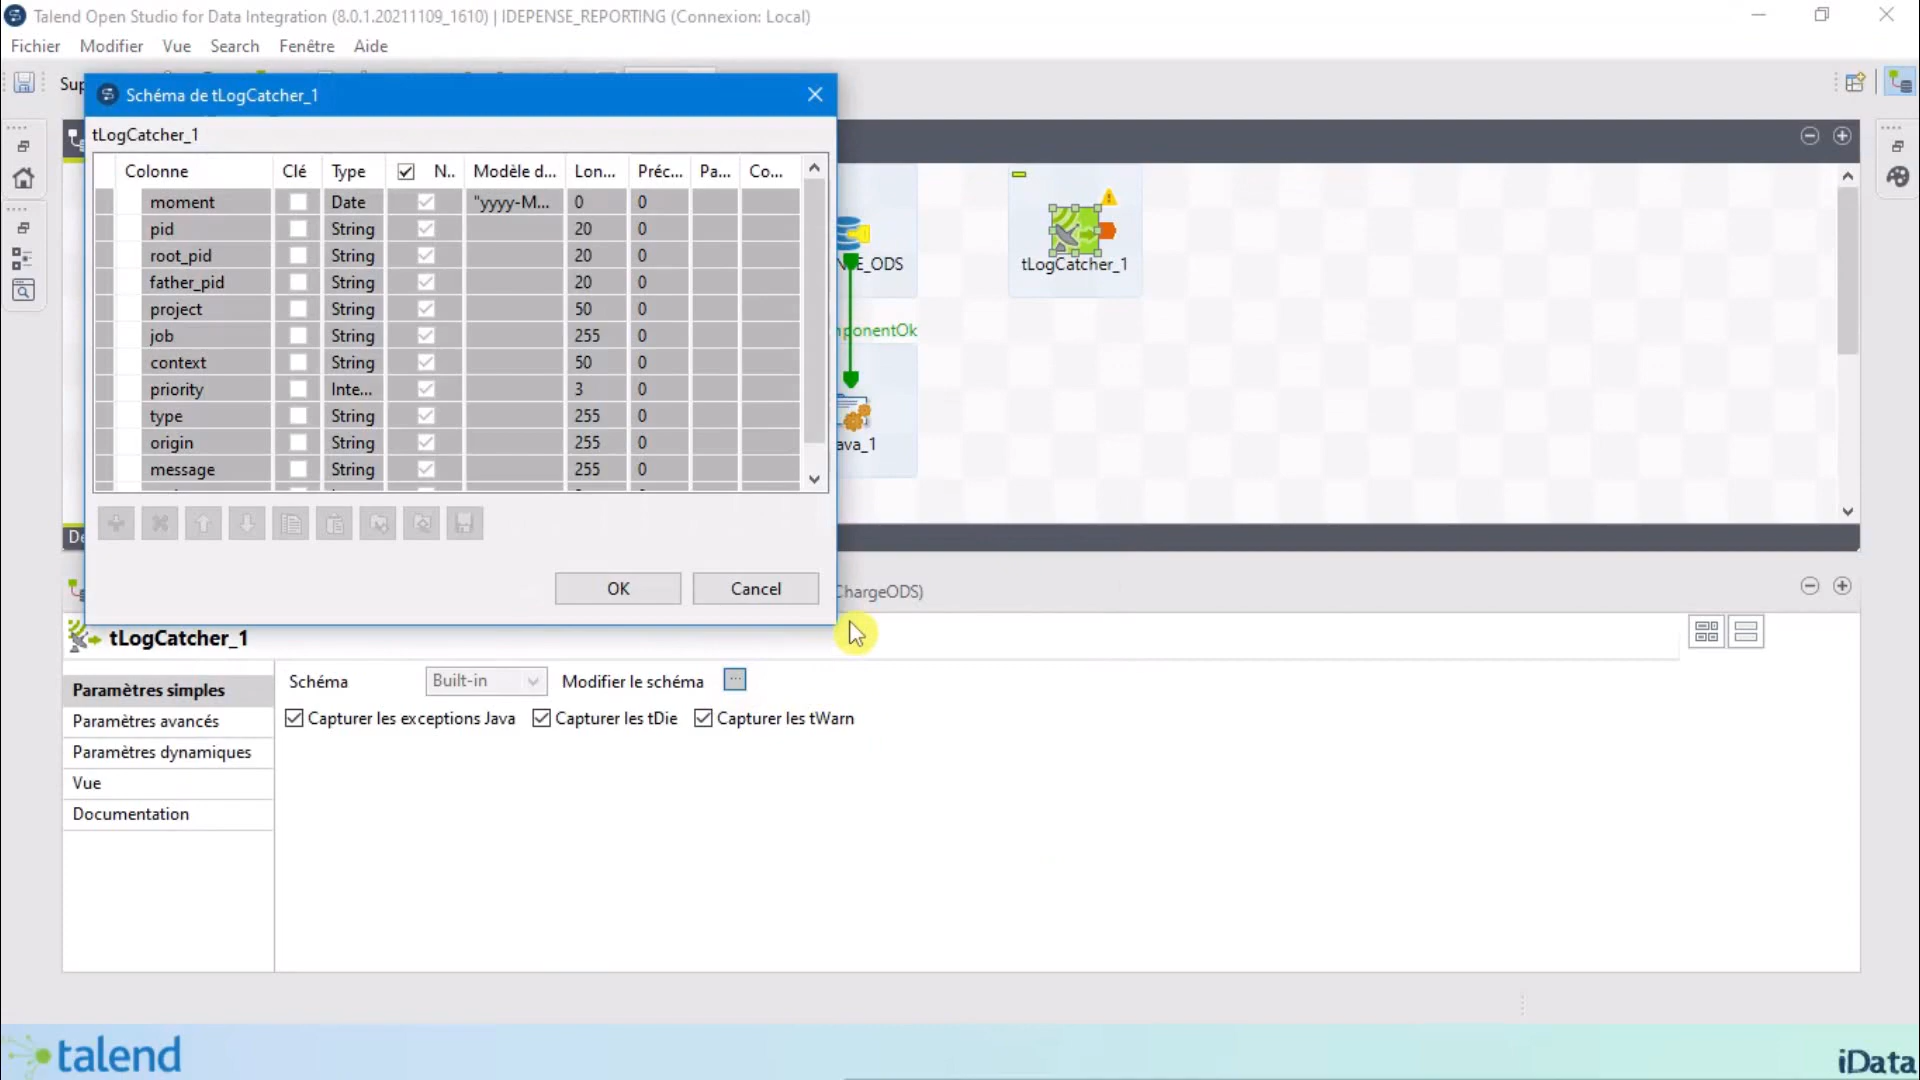 Talend Open Studio for Data Integration (8.0.1.20211109_1610) | IDEPENSE_REPORTING (Connexion: Local)
Fichier Modifier Vue Search Fenêtre Aide
Schéma de tLogCatcher_1
tLogCatcher_1
Colonne Clé Type N.. Modèle d... Lon... Préc... Pa... Co...
moment Date "yyyy-M... 0 0
pid String 20 0
root_pid String 20 0
father_pid String 20 0
project String 50 0
job String 255 0
context String 50 0
priority Inte... 3 0
type String 255 0
origin String 255 0
message String 255 0
OK Cancel
E_ODS
tLogCatcher_1
ponentOk
ava_1
De
ChargeODS)
tLogCatcher_1
Paramètres simples
Paramètres avancés
Paramètres dynamiques
Vue
Documentation
Schéma Built-in Modifier le schéma ...
Capturer les exceptions Java Capturer les tDie Capturer les tWarn
talend
iData